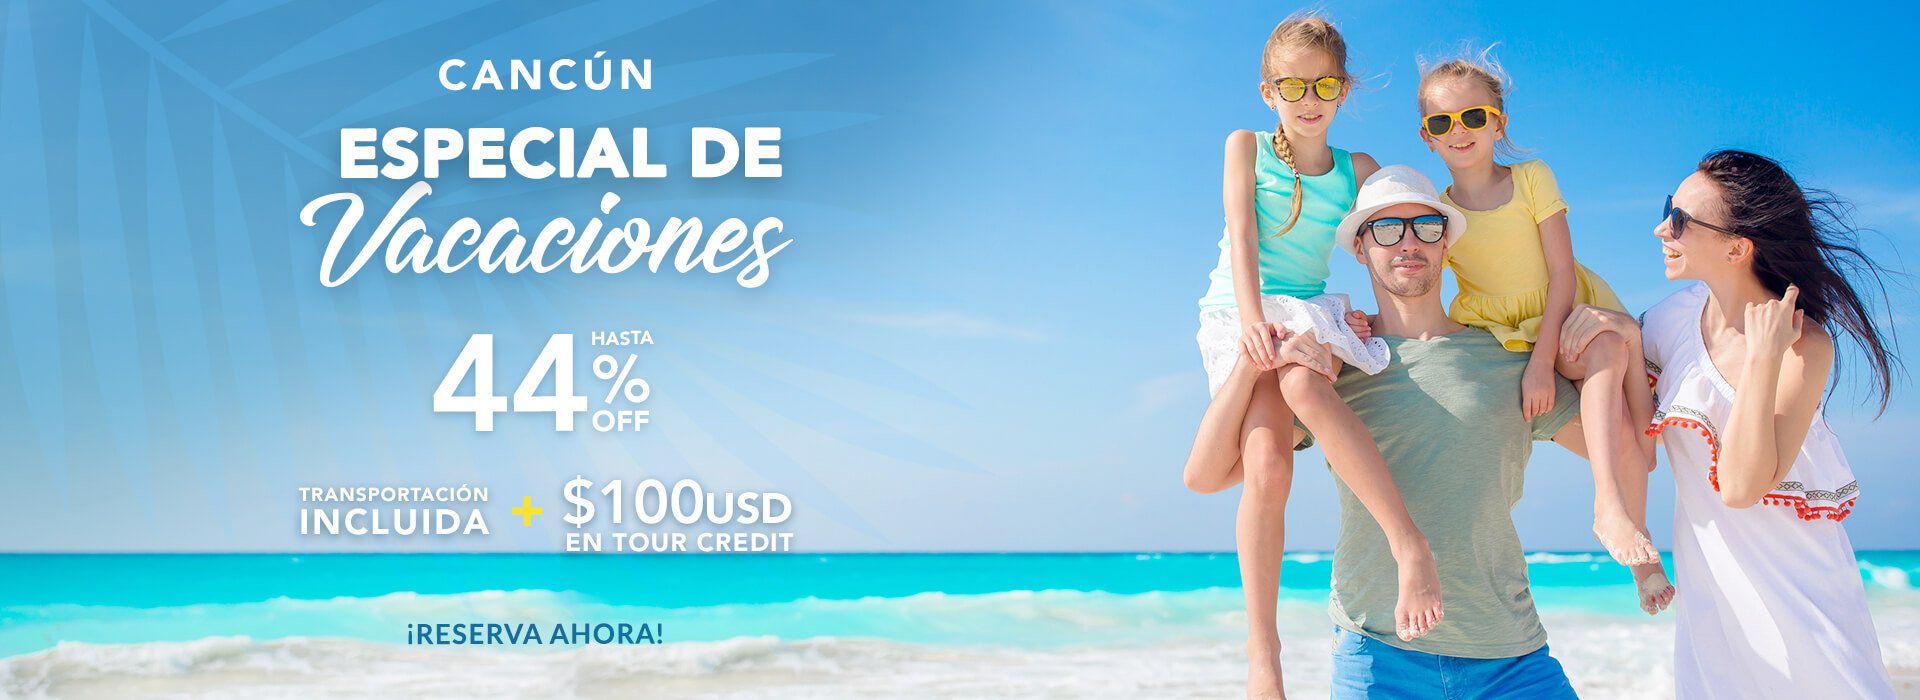 CANCÚN
ESPECIAL DE
Vacaciones
44% HASTA OFF
TRANSPORTACIÓN
INCLUIDA
+
$100USD
EN TOUR CREDIT
¡RESERVA AHORA!